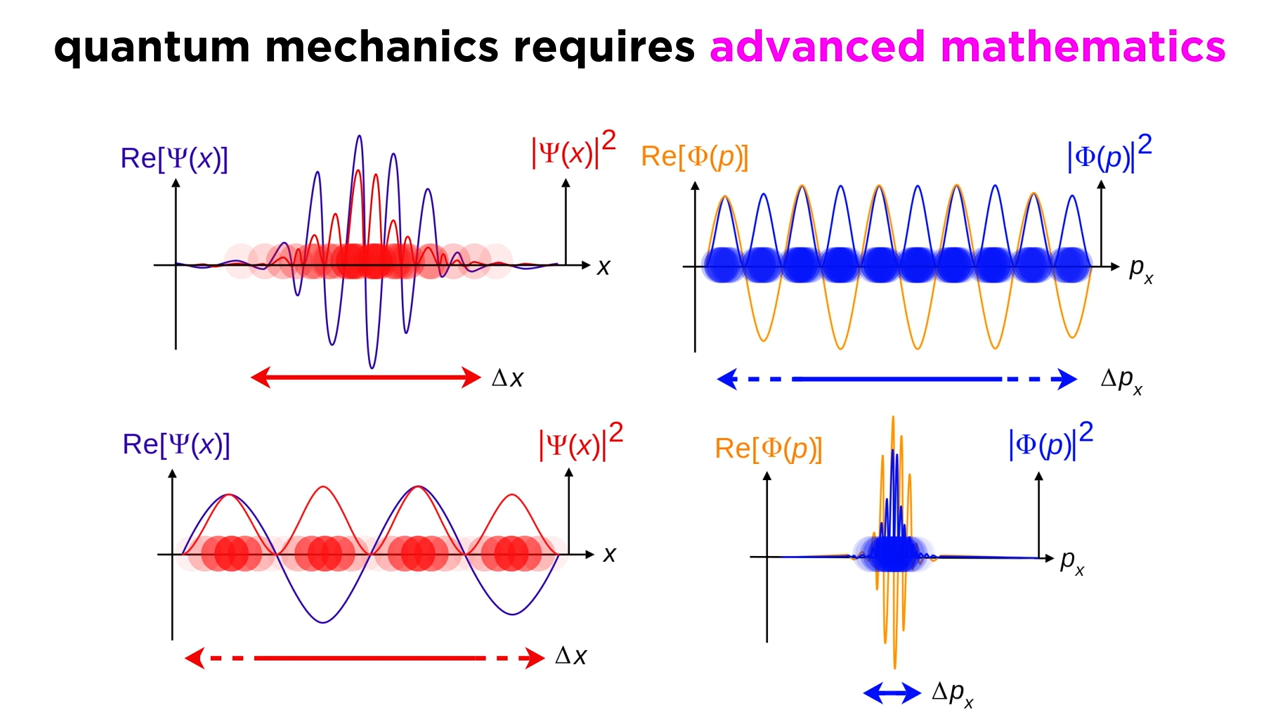 quantum mechanics requires advanced mathematics
Re[Ψ(x)] |Ψ(x)|²
x
Δx
Re[Φ(p)] |Φ(p)|²
pₓ
Δpₓ
Re[Ψ(x)] |Ψ(x)|²
x
Δx
Re[Φ(p)] |Φ(p)|²
pₓ
Δpₓ